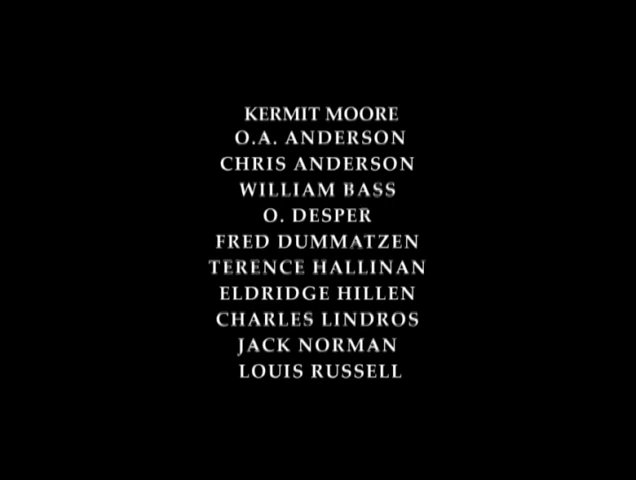 KERMIT MOORE
O.A. ANDERSON
CHRIS ANDERSON
WILLIAM BASS
O. DESPER
FRED DUMMATZEN
TERENCE HALLINAN
ELDRIDGE HILLEN
CHARLES LINDROS
JACK NORMAN
LOUIS RUSSELL